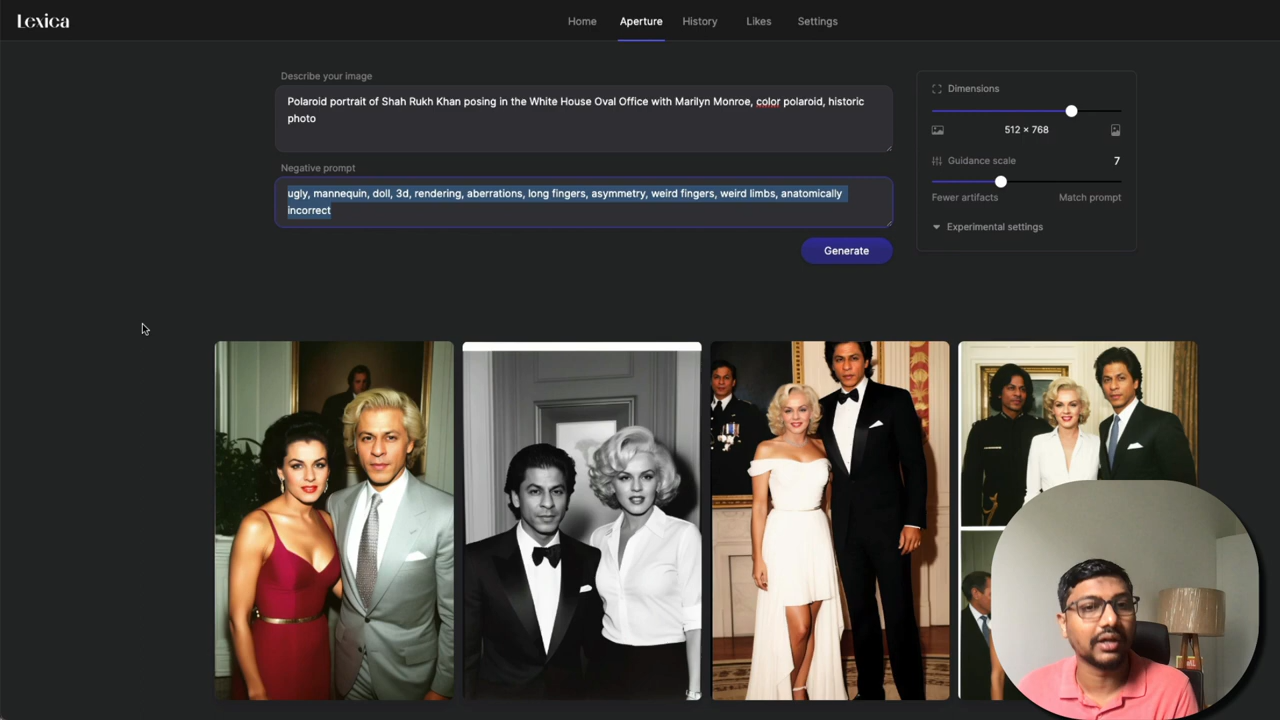 Lexica
Home Aperture History Likes Settings
Describe your image
Polaroid portrait of Shah Rukh Khan posing in the White House Oval Office with Marilyn Monroe, color polaroid, historic
photo
Negative prompt
ugly, mannequin, doll, 3d, rendering, aberrations, long fingers, asymmetry, weird fingers, weird limbs, anatomically
incorrect
Generate
Dimensions
512 × 768
Guidance scale 7
Fewer artifacts Match prompt
Experimental settings